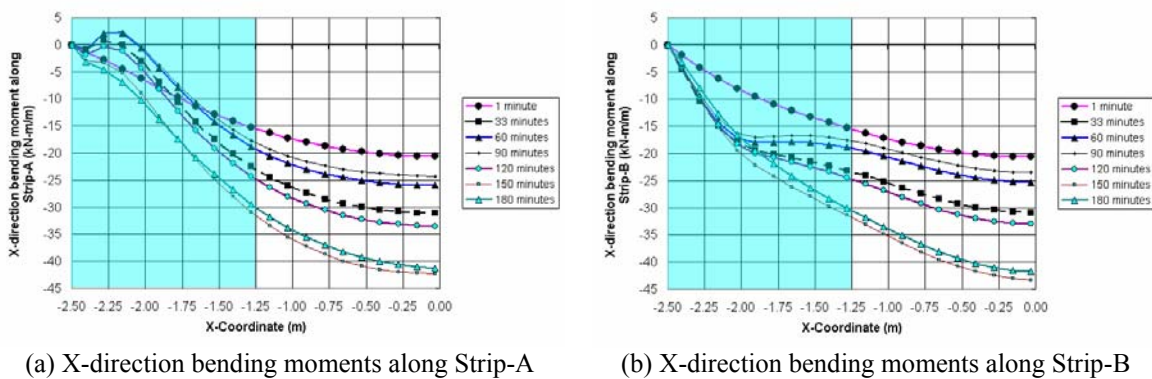 X-direction bending moment along
Strip-A (kN-m/m)
5
0
-5
-10
-15
-20
-25
-30
-35
-40
-45
-2.50 -2.25 -2.00 -1.75 -1.50 -1.25 -1.00 -0.75 -0.50 -0.25 0.00
X-Coordinate (m)
1 minute
33 minutes
60 minutes
90 minutes
120 minutes
150 minutes
180 minutes
(a) X-direction bending moments along Strip-A
X-direction bending moment along
Strip-B (kN-m/m)
5
0
-5
-10
-15
-20
-25
-30
-35
-40
-45
-2.50 -2.25 -2.00 -1.75 -1.50 -1.25 -1.00 -0.75 -0.50 -0.25 0.00
X-Coordinate (m)
1 minute
33 minutes
60 minutes
90 minutes
120 minutes
150 minutes
180 minutes
(b) X-direction bending moments along Strip-B